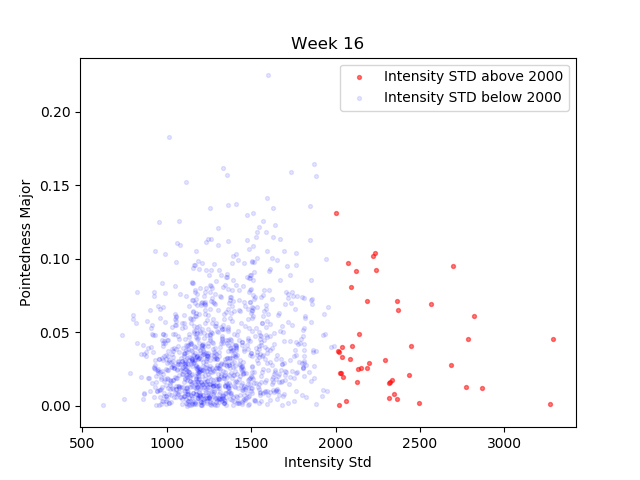 Week 16
Intensity STD above 2000
Intensity STD below 2000
0.20
0.15
0.10
0.05
0.00
Pointedness Major
500 1000 1500 2000 2500 3000
Intensity Std